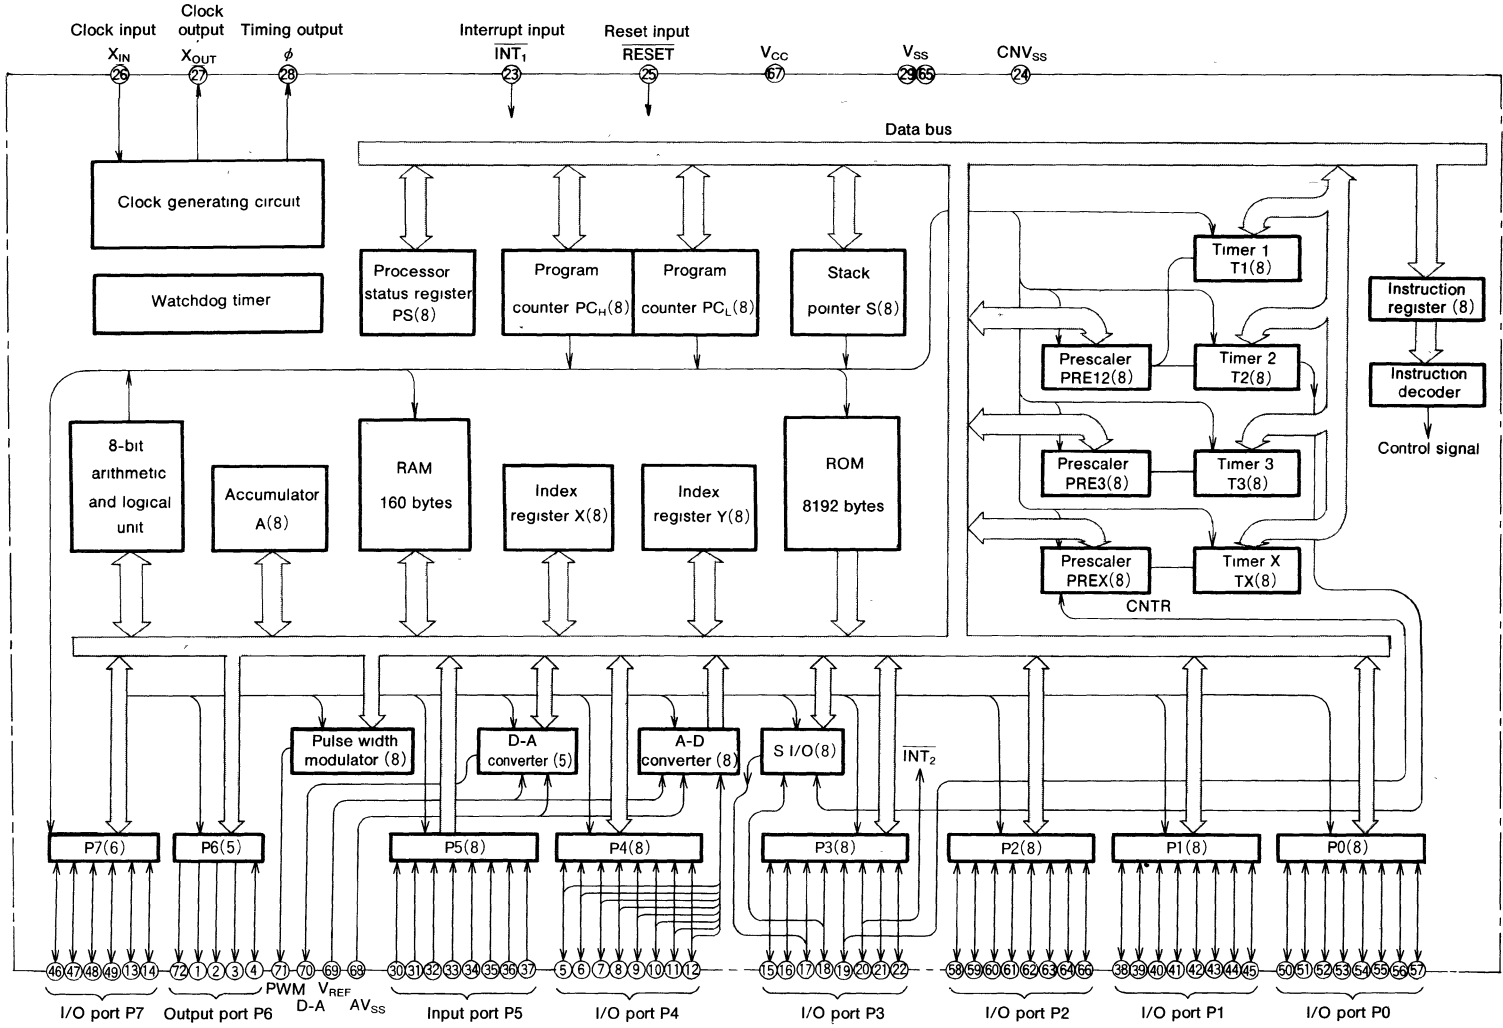 Clock input
Clock output
Timing output
Interrupt input
Reset input
XIN
XOUT
φ
INT1
RESET
VCC
VSS
CNVSS
26
27
28
23
25
67
29
65
24
Data bus
Clock generating circuit
Watchdog timer
Processor
status register
PS(8)
Program
counter PCH(8)
Program
counter PCL(8)
Stack
pointer S(8)
Timer 1
T1(8)
Prescaler
PRE12(8)
Timer 2
T2(8)
Prescaler
PRE3(8)
Timer 3
T3(8)
Prescaler
PREX(8)
Timer X
TX(8)
CNTR
Instruction
register (8)
Instruction
decoder
Control signal
8-bit
arithmetic
and logical
unit
Accumulator
A(8)
RAM
160 bytes
Index
register X(8)
Index
register Y(8)
ROM
8192 bytes
Pulse width
modulator (8)
D-A
converter (5)
A-D
converter (8)
S I/O(8)
INT2
P7(6)
P6(5)
P5(8)
P4(8)
P3(8)
P2(8)
P1(8)
P0(8)
46 47 48 49 13 14
72 1 2 3 4
71 70 69 68
30 31 32 33 34 35 36 37
5 6 7 8 9 10 11 12
15 16 17 18 19 20 21 22
58 59 60 61 62 63 64 66
38 39 40 41 42 43 44 45
50 51 52 53 54 55 56 57
PWM VREF
D-A AVSS
I/O port P7
Output port P6
Input port P5
I/O port P4
I/O port P3
I/O port P2
I/O port P1
I/O port P0